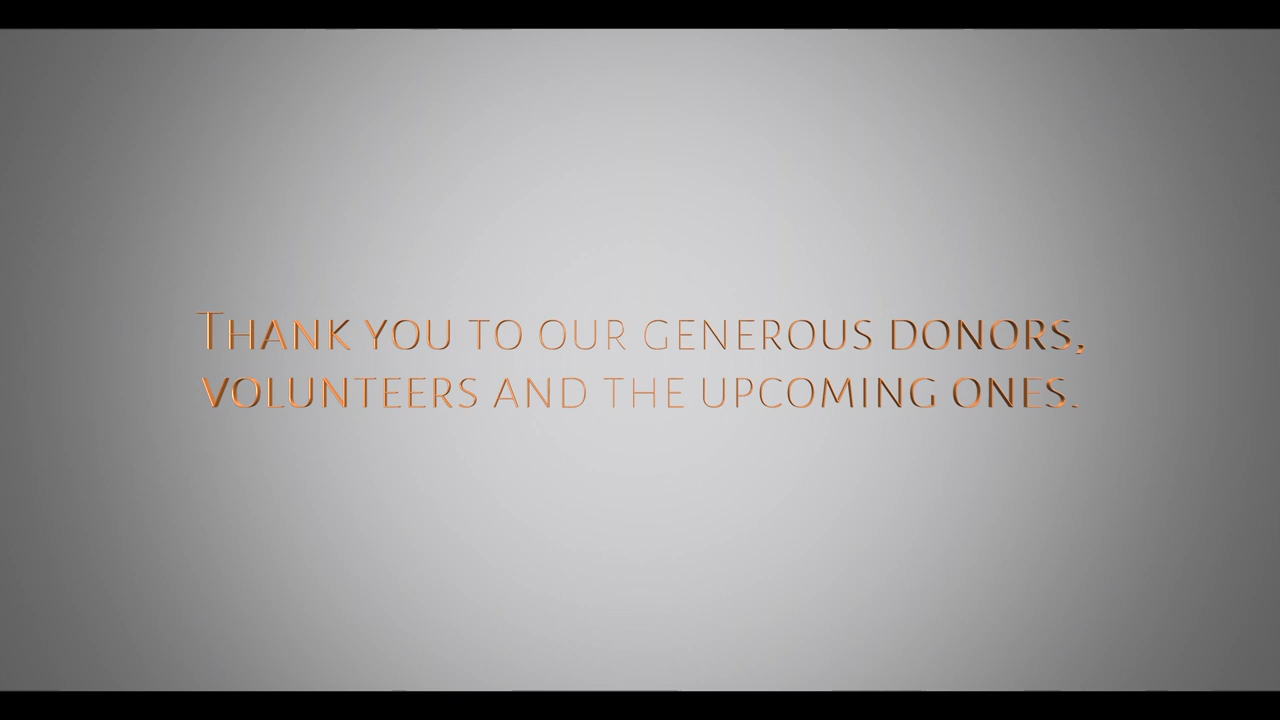 Thank you to our generous donors,
volunteers and the upcoming ones.